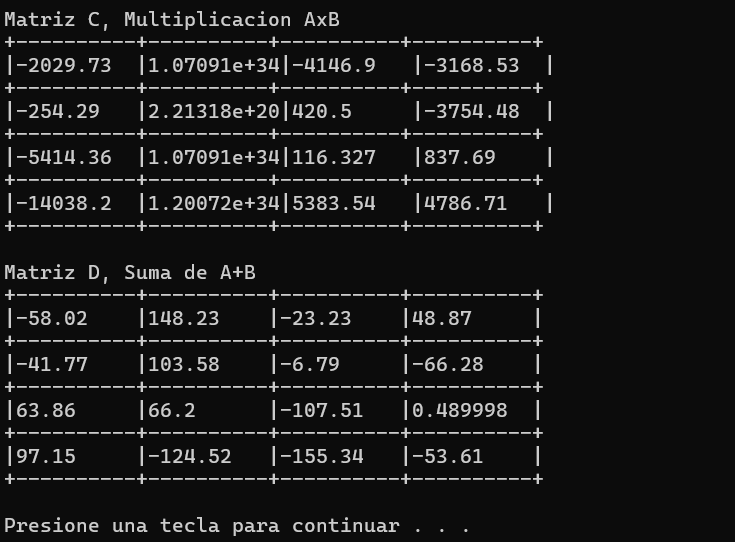 Matriz C, Multiplicacion AxB
+----------+----------+----------+----------+
|-2029.73  |1.07091e+34|-4146.9   |-3168.53  |
+----------+----------+----------+----------+
|-254.29   |2.21318e+20|420.5     |-3754.48  |
+----------+----------+----------+----------+
|-5414.36  |1.07091e+34|116.327   |837.69    |
+----------+----------+----------+----------+
|-14038.2  |1.20072e+34|5383.54   |4786.71   |
+----------+----------+----------+----------+

Matriz D, Suma de A+B
+----------+----------+----------+----------+
|-58.02    |148.23    |-23.23    |48.87     |
+----------+----------+----------+----------+
|-41.77    |103.58    |-6.79     |-66.28    |
+----------+----------+----------+----------+
|63.86     |66.2      |-107.51   |0.489998  |
+----------+----------+----------+----------+
|97.15     |-124.52   |-155.34   |-53.61    |
+----------+----------+----------+----------+

Presione una tecla para continuar . . .